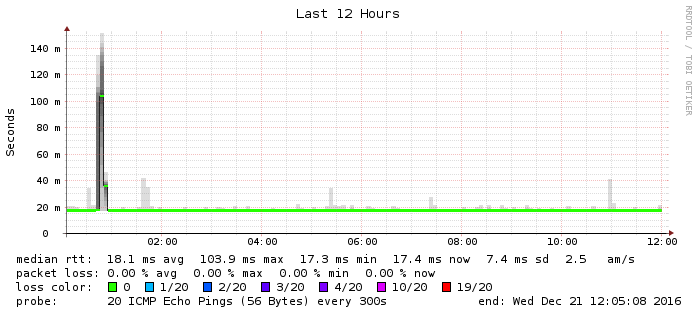 Last 12 Hours
RRDTOOL / TOBI OETIKER
Seconds
140 m
120 m
100 m
80 m
60 m
40 m
20 m
0
02:00 04:00 06:00 08:00 10:00 12:00
median rtt: 18.1 ms avg 103.9 ms max 17.3 ms min 17.4 ms now 7.4 ms sd 2.5 am/s
packet loss: 0.00 % avg 0.00 % max 0.00 % min 0.00 % now
loss color: 0 1/20 2/20 3/20 4/20 10/20 19/20
probe: 20 ICMP Echo Pings (56 Bytes) every 300s end: Wed Dec 21 12:05:08 2016